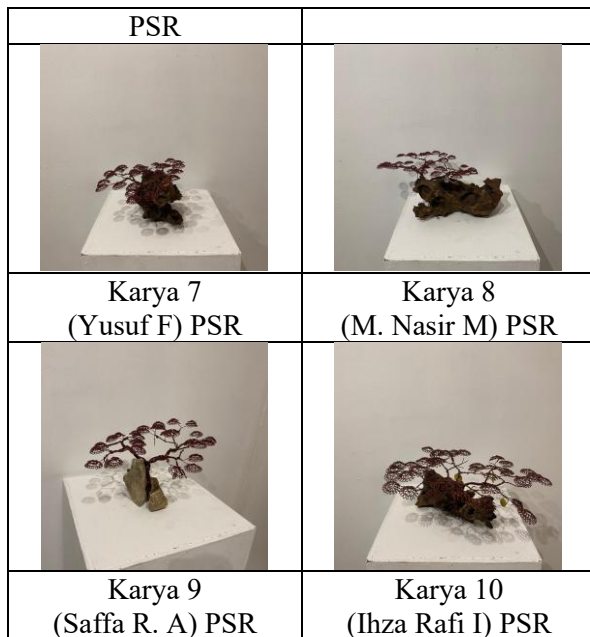 PSR
Karya 7
(Yusuf F) PSR
Karya 8
(M. Nasir M) PSR
Karya 9
(Saffa R. A) PSR
Karya 10
(Ihza Rafi I) PSR